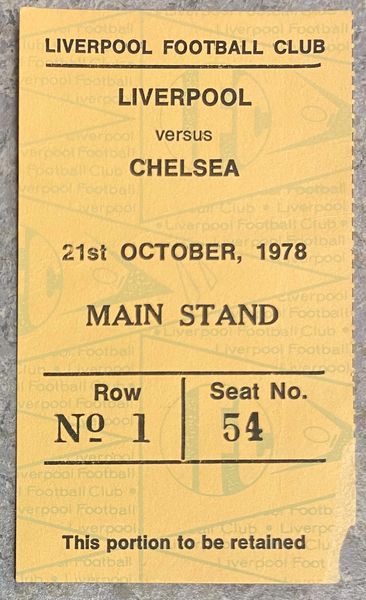 LIVERPOOL FOOTBALL CLUB
LIVERPOOL
versus
CHELSEA
21st OCTOBER, 1978
MAIN STAND
Row Seat No.
Nº 1 54
This portion to be retained